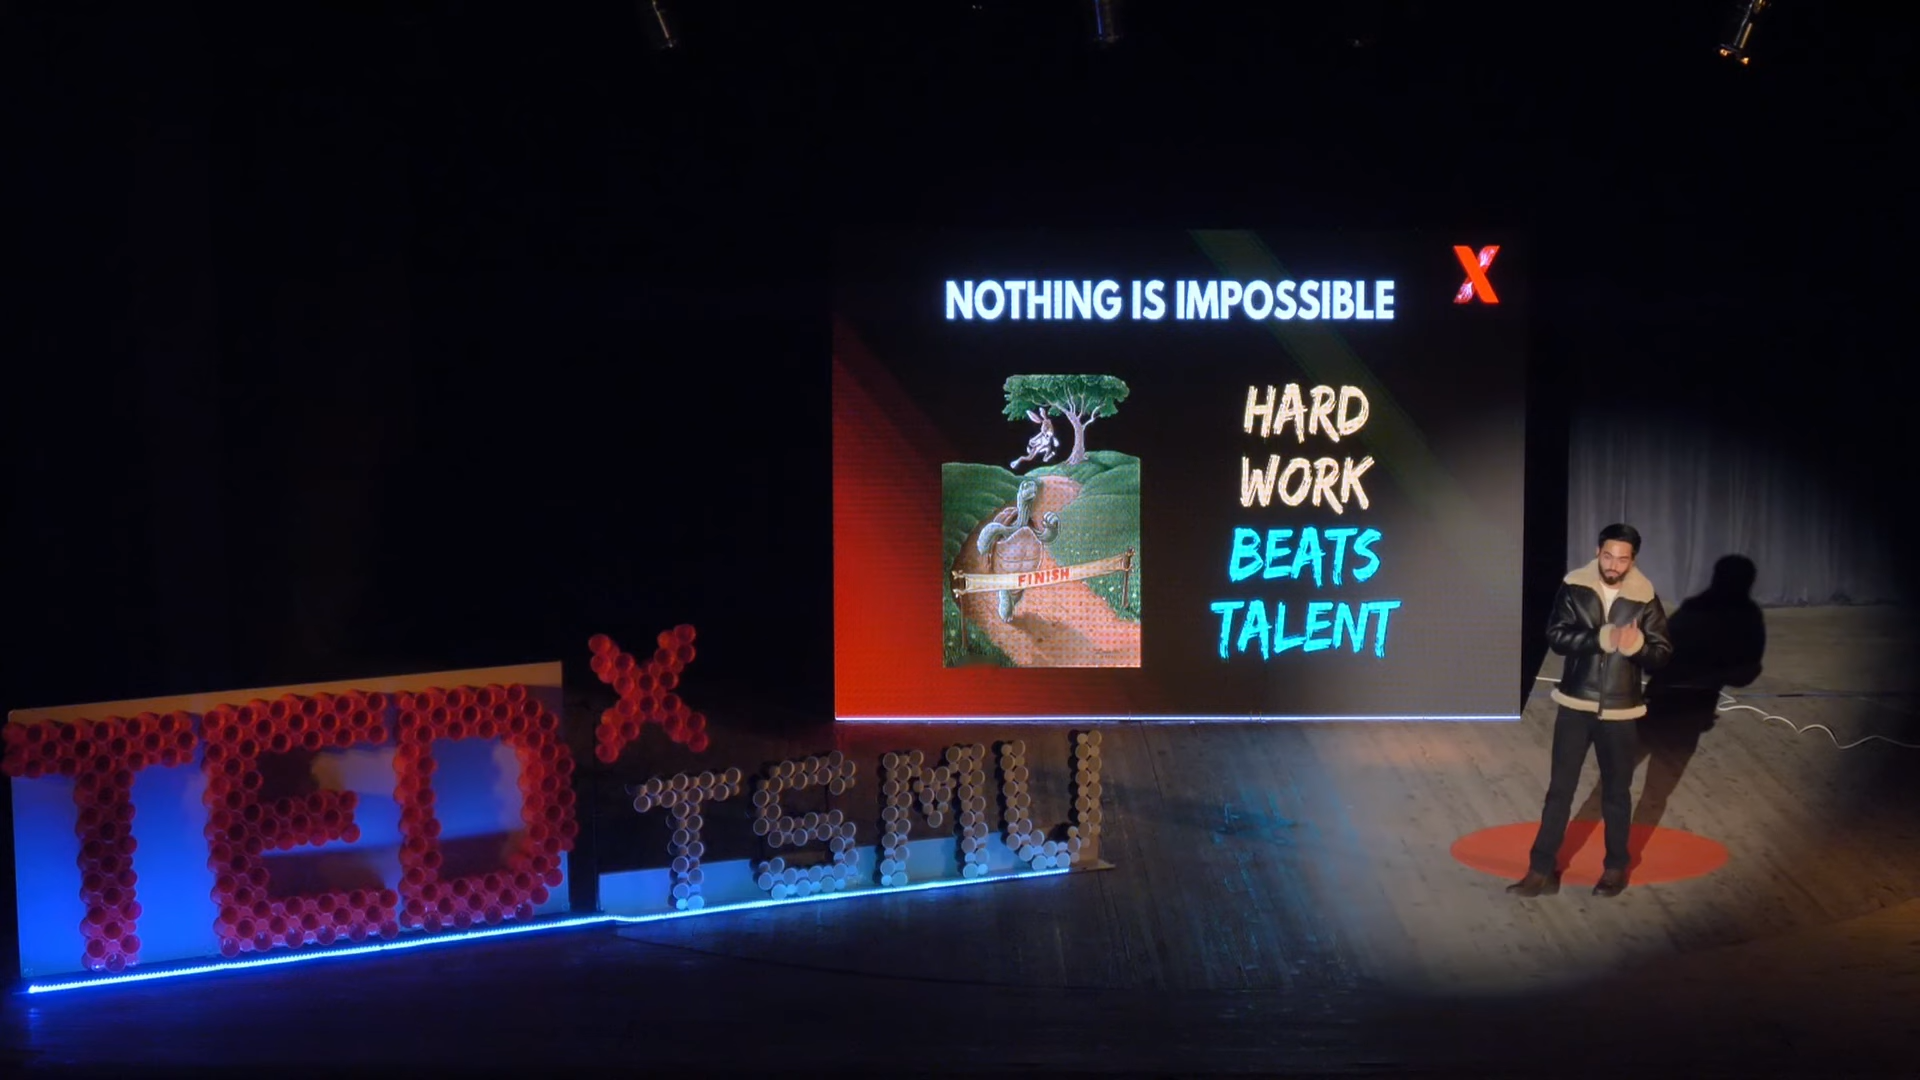 NOTHING IS IMPOSSIBLE
X
HARD
WORK
BEATS
TALENT
FINISH
TEDX
TSMU